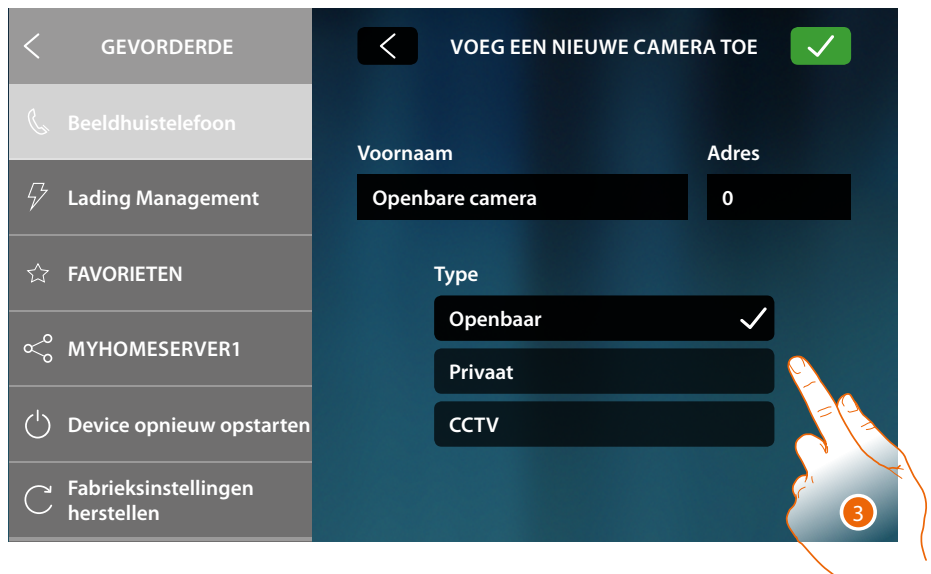 GEVORDERDE
Beeldhuistelefoon
Lading Management
FAVORIETEN
MYHOMESERVER1
Device opnieuw opstarten
Fabrieksinstellingen
herstellen
VOEG EEN NIEUWE CAMERA TOE
Voornaam
Adres
Openbare camera
0
Type
Openbaar
Privaat
CCTV
3